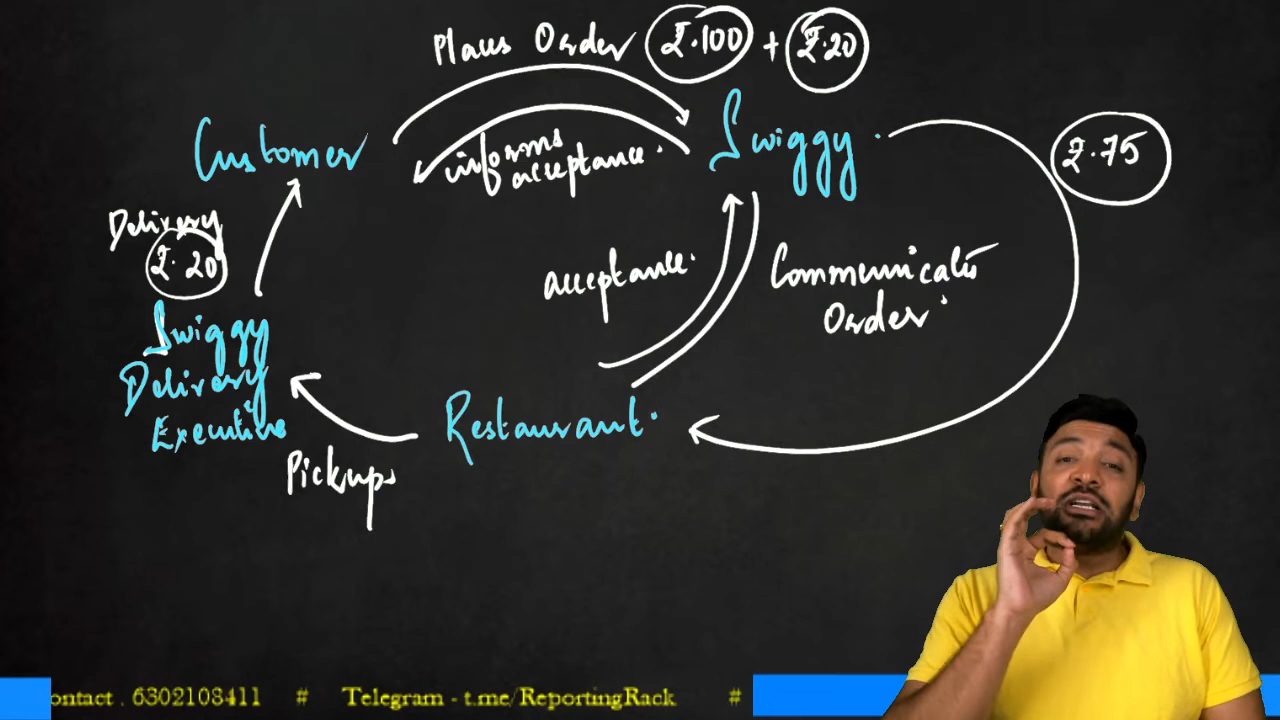 Places Order ₹.100 + ₹.20
Customer
informs
acceptance.
Swiggy.
₹.75
Delivery
₹.20
acceptance.
Communicates
Order.
Swiggy
Delivery
Executive
Restaurant.
Pickups
ontact . 6302108411 # Telegram - t.me/ReportingRack #